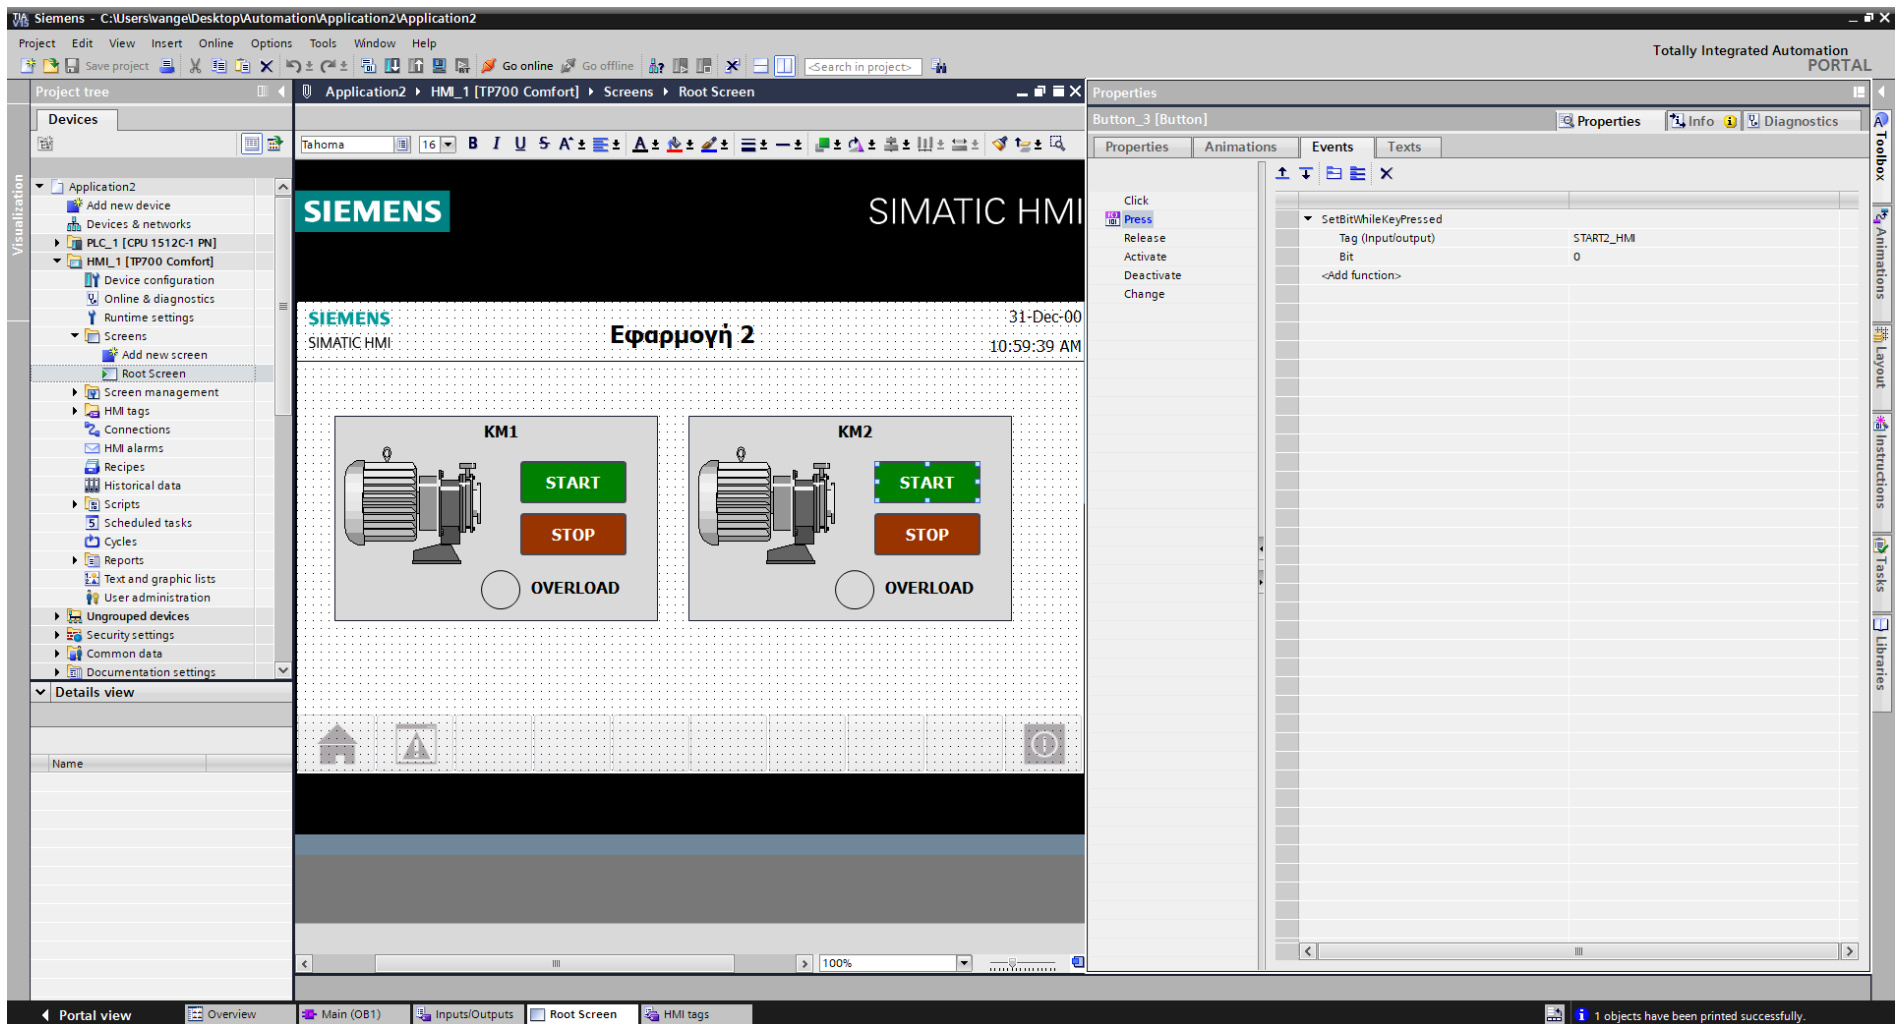 Siemens - C:\Users\vange\Desktop\Automation\Application2\Application2
Project Edit View Insert Online Options Tools Window Help
Totally Integrated Automation
PORTAL
Save project
Go online
Go offline
<Search in project>
Project tree
Devices
Application2
Add new device
Devices & networks
PLC_1 [CPU 1512C-1 PN]
HMI_1 [TP700 Comfort]
Device configuration
Online & diagnostics
Runtime settings
Screens
Add new screen
Root Screen
Screen management
HMI tags
Connections
HMI alarms
Recipes
Historical data
Scripts
Scheduled tasks
Cycles
Reports
Text and graphic lists
User administration
Ungrouped devices
Security settings
Common data
Documentation settings
Details view
Name
Visualization
Application2 HMI_1 [TP700 Comfort] Screens Root Screen
Tahoma 16 B I U S A
SIEMENS
SIMATIC HMI
SIEMENS
SIMATIC HMI
Εφαρμογή 2
31-Dec-00
10:59:39 AM
KM1
START
STOP
OVERLOAD
KM2
START
STOP
OVERLOAD
100%
Properties
Button_3 [Button]
Properties Info Diagnostics
Properties Animations Events Texts
Click
Press
Release
Activate
Deactivate
Change
SetBitWhileKeyPressed
Tag (Input/output) START2_HMI
Bit 0
<Add function>
Toolbox
Animations
Layout
Instructions
Tasks
Libraries
Portal view
Overview
Main (OB1)
Inputs/Outputs
Root Screen
HMI tags
1 objects have been printed successfully.